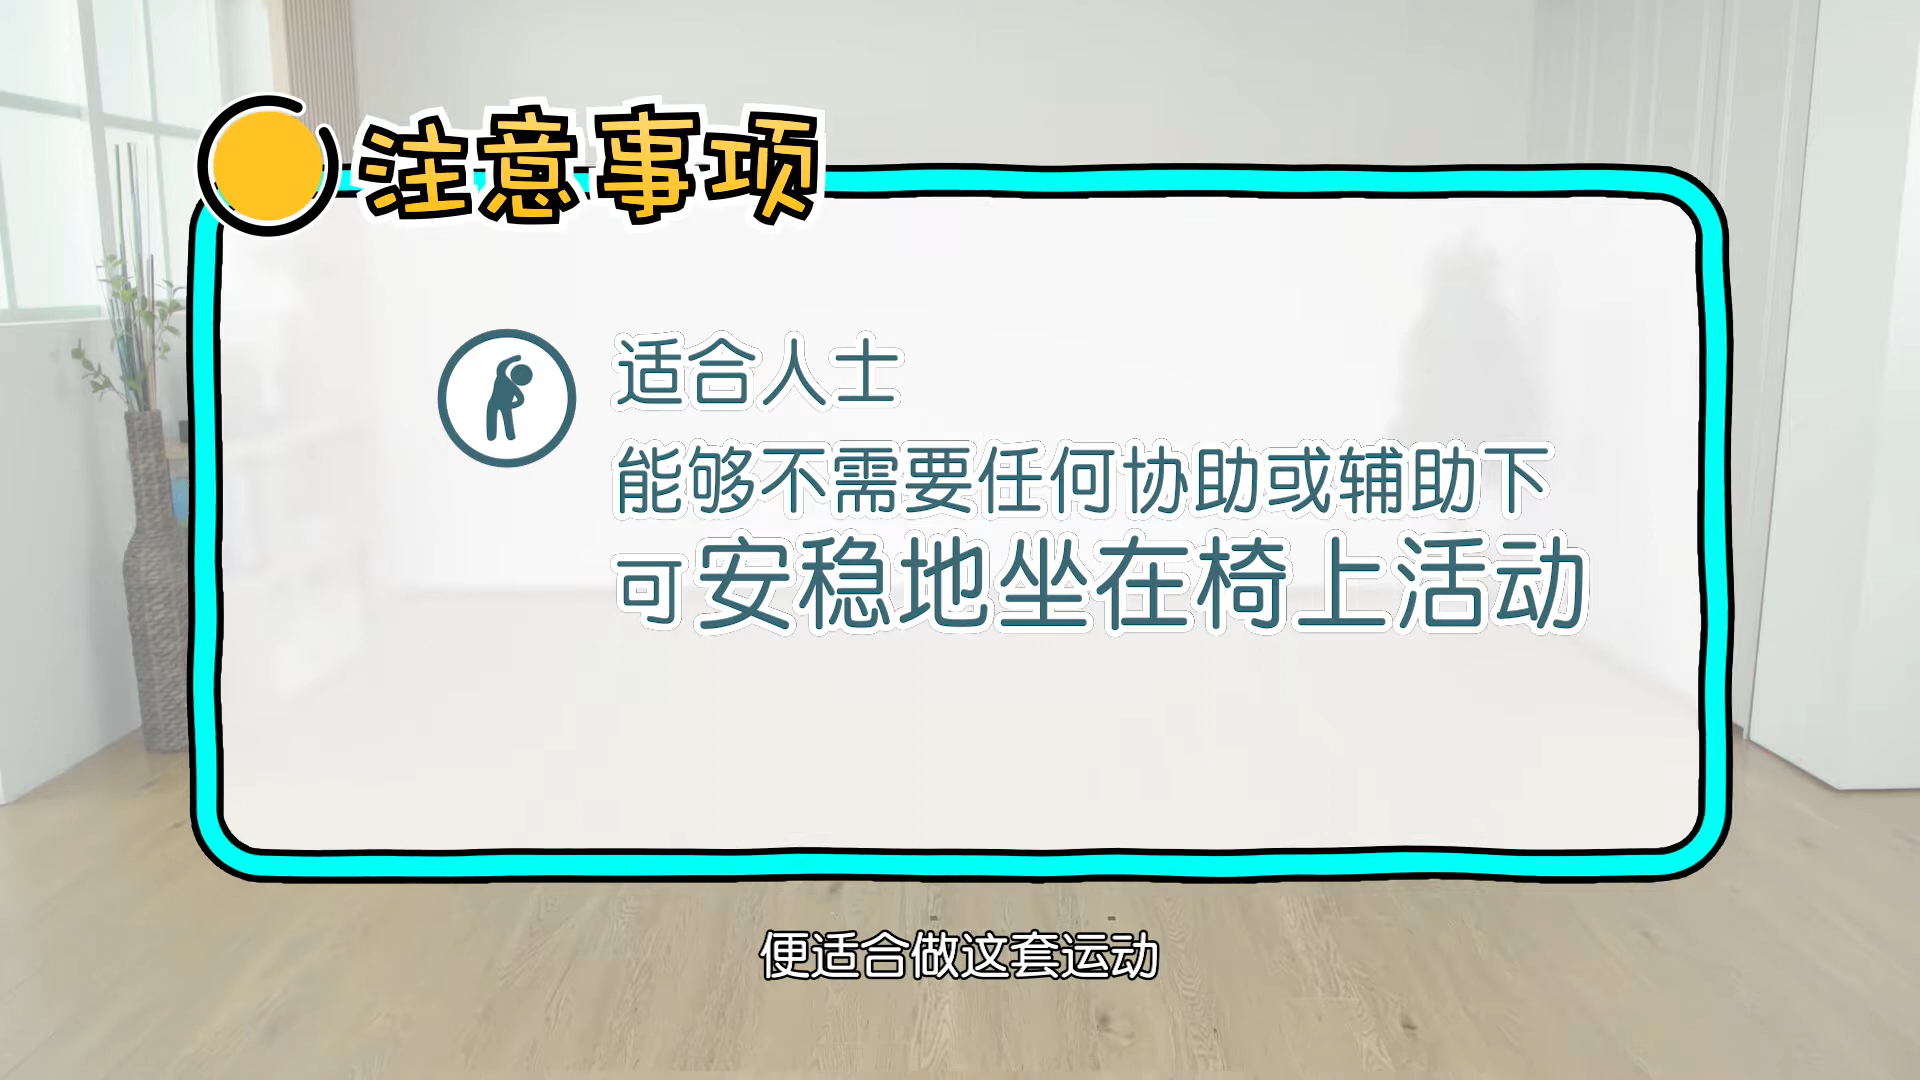 注意事项
适合人士
能够不需要任何协助或辅助下
可安稳地坐在椅上活动
便适合做这套运动